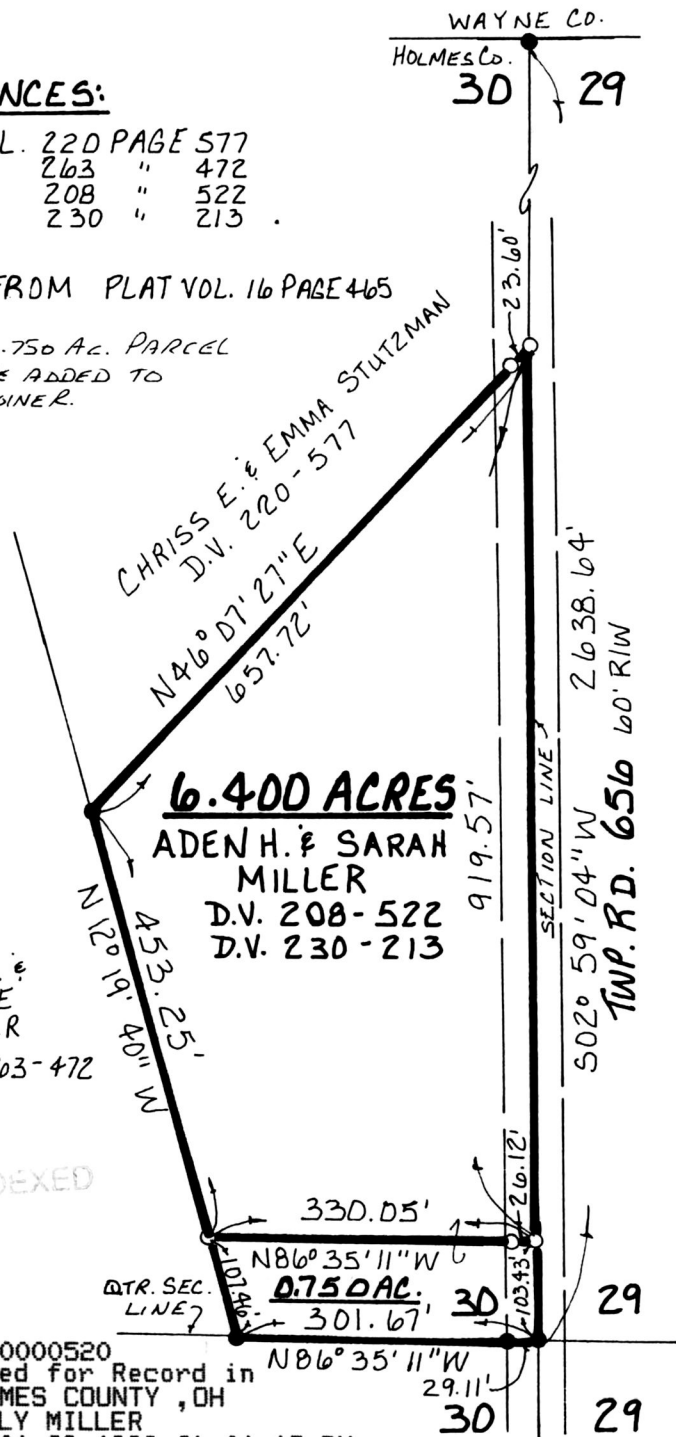 WAYNE CO.
HOLMES CO.
30 29
NCES:
L. 220 PAGE 577
263 " 472
208 " 522
230 " 213 .
FROM PLAT VOL. 16 PAGE 465
.750 AC. PARCEL
E ADDED TO
OINER.
23.60'
CHRISS E. & EMMA STUTZMAN
D.V. 220-577
N46° 07' 27" E
657.72'
2638.64'
S02° 59' 04" W
TWP. RD. 656 60' R/W
SECTION LINE
919.57'
6.400 ACRES
ADEN H. & SARAH
MILLER
D.V. 208-522
D.V. 230-213
453.25'
N12° 19' 40" W
. &
E.
R
63-472
DEXED
26.12'
330.05'
N86° 35' 11" W
107.46'
103.43'
QTR. SEC.
LINE
0.750 AC.
30 29
301.67'
N86° 35' 11" W
29.11'
30 29
0000520
ed for Record in
MES COUNTY ,OH
LY MILLER